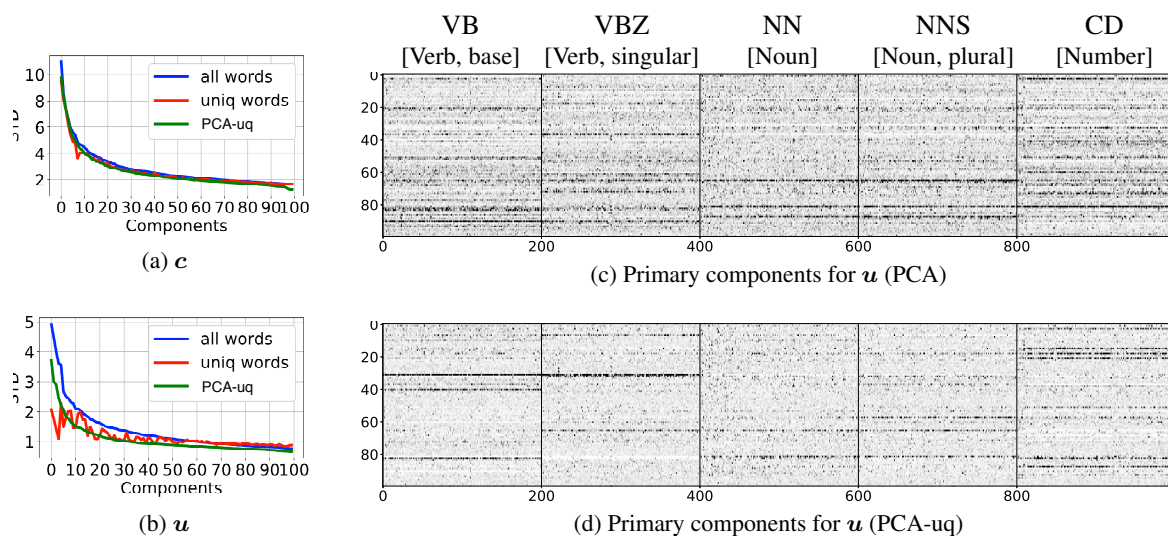 VB VBZ NN NNS CD
[Verb, base] [Verb, singular] [Noun] [Noun, plural] [Number]
10
8
6
4
2
STD
all words
uniq words
PCA-uq
0 10 20 30 40 50 60 70 80 90 100
Components
(a) c
0
20
40
60
80
0 200 400 600 800
(c) Primary components for u (PCA)
5
4
3
2
1
STD
all words
uniq words
PCA-uq
0 10 20 30 40 50 60 70 80 90 100
Components
(b) u
0
20
40
60
80
0 200 400 600 800
(d) Primary components for u (PCA-uq)